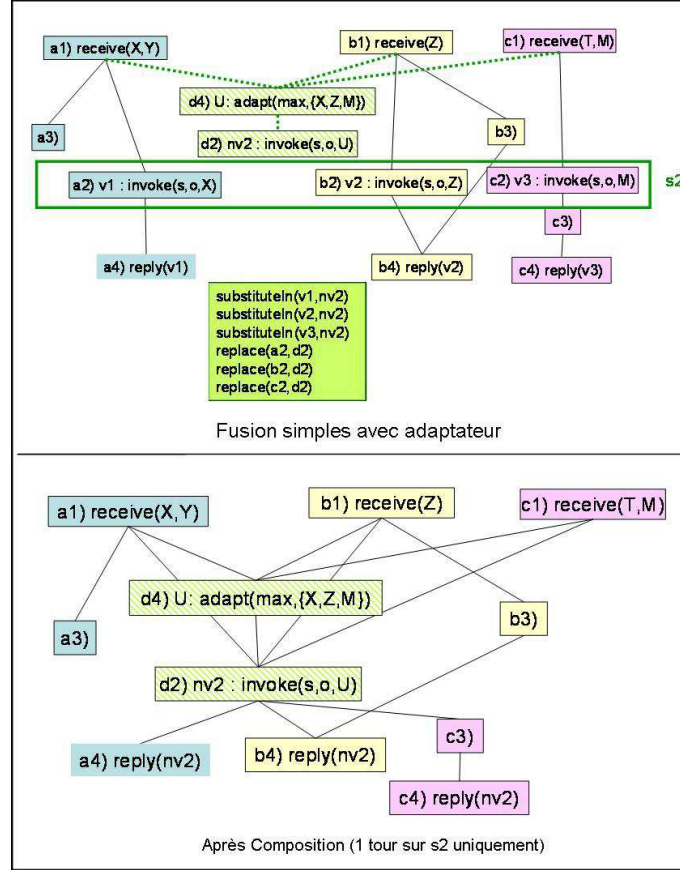 a1) receive(X,Y)
b1) receive(Z)
c1) receive(T,M)
d4) U: adapt(max,{X,Z,M})
a3)
b3)
d2) nv2 : invoke(s,o,U)
a2) v1 : invoke(s,o,X)
b2) v2 : invoke(s,o,Z)
c2) v3 : invoke(s,o,M)
s2
c3)
a4) reply(v1)
b4) reply(v2)
c4) reply(v3)
substituteIn(v1,nv2)
substituteIn(v2,nv2)
substituteIn(v3,nv2)
replace(a2,d2)
replace(b2,d2)
replace(c2,d2)
Fusion simples avec adaptateur
a1) receive(X,Y)
b1) receive(Z)
c1) receive(T,M)
d4) U: adapt(max,{X,Z,M})
b3)
a3)
d2) nv2 : invoke(s,o,U)
c3)
a4) reply(nv2)
b4) reply(nv2)
c4) reply(nv2)
Après Composition (1 tour sur s2 uniquement)